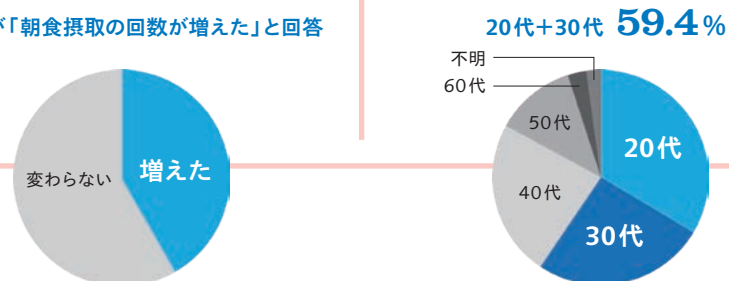 が「朝食摂取の回数が増えた」と回答
変わらない
増えた
20代+30代 59.4%
不明
60代
50代
20代
40代
30代